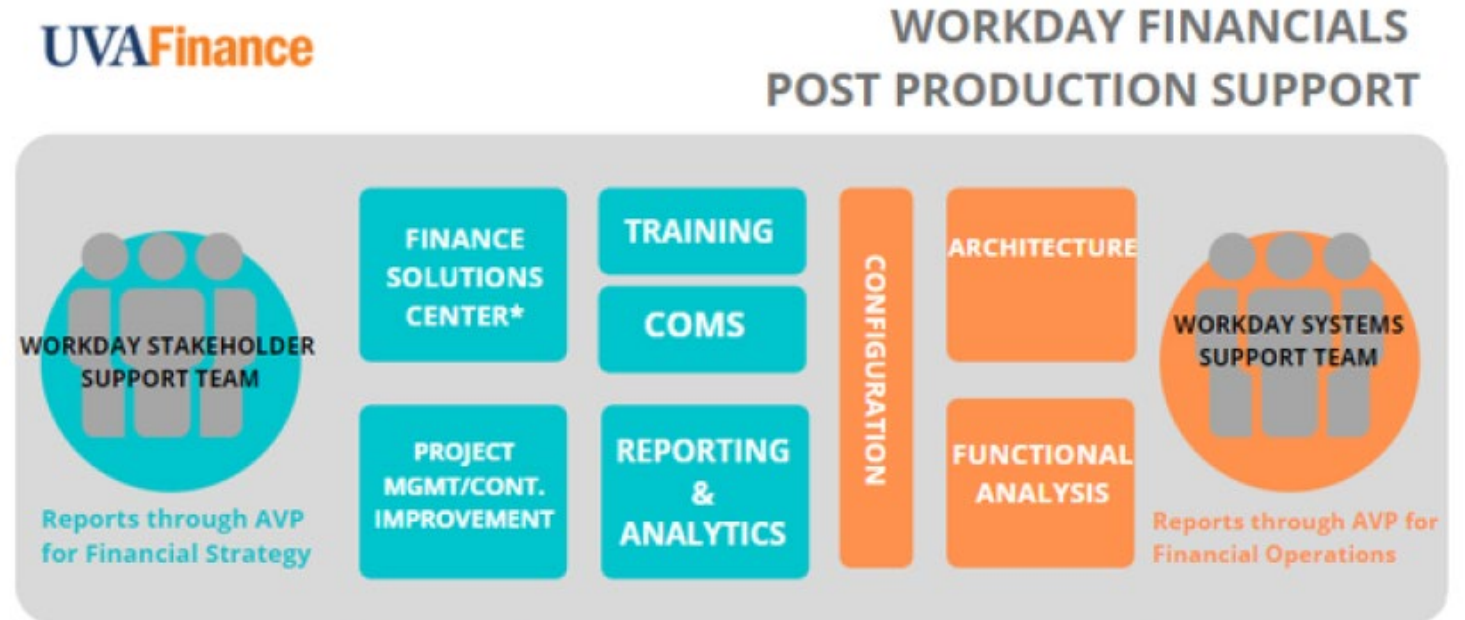 UVAFinance
WORKDAY FINANCIALS
POST PRODUCTION SUPPORT
WORKDAY STAKEHOLDER
SUPPORT TEAM
Reports through AVP
for Financial Strategy
FINANCE
SOLUTIONS
CENTER*
TRAINING
COMS
PROJECT
MGMT/CONT.
IMPROVEMENT
REPORTING
&
ANALYTICS
CONFIGURATION
ARCHITECTURE
FUNCTIONAL
ANALYSIS
WORKDAY SYSTEMS
SUPPORT TEAM
Reports through AVP for
Financial Operations